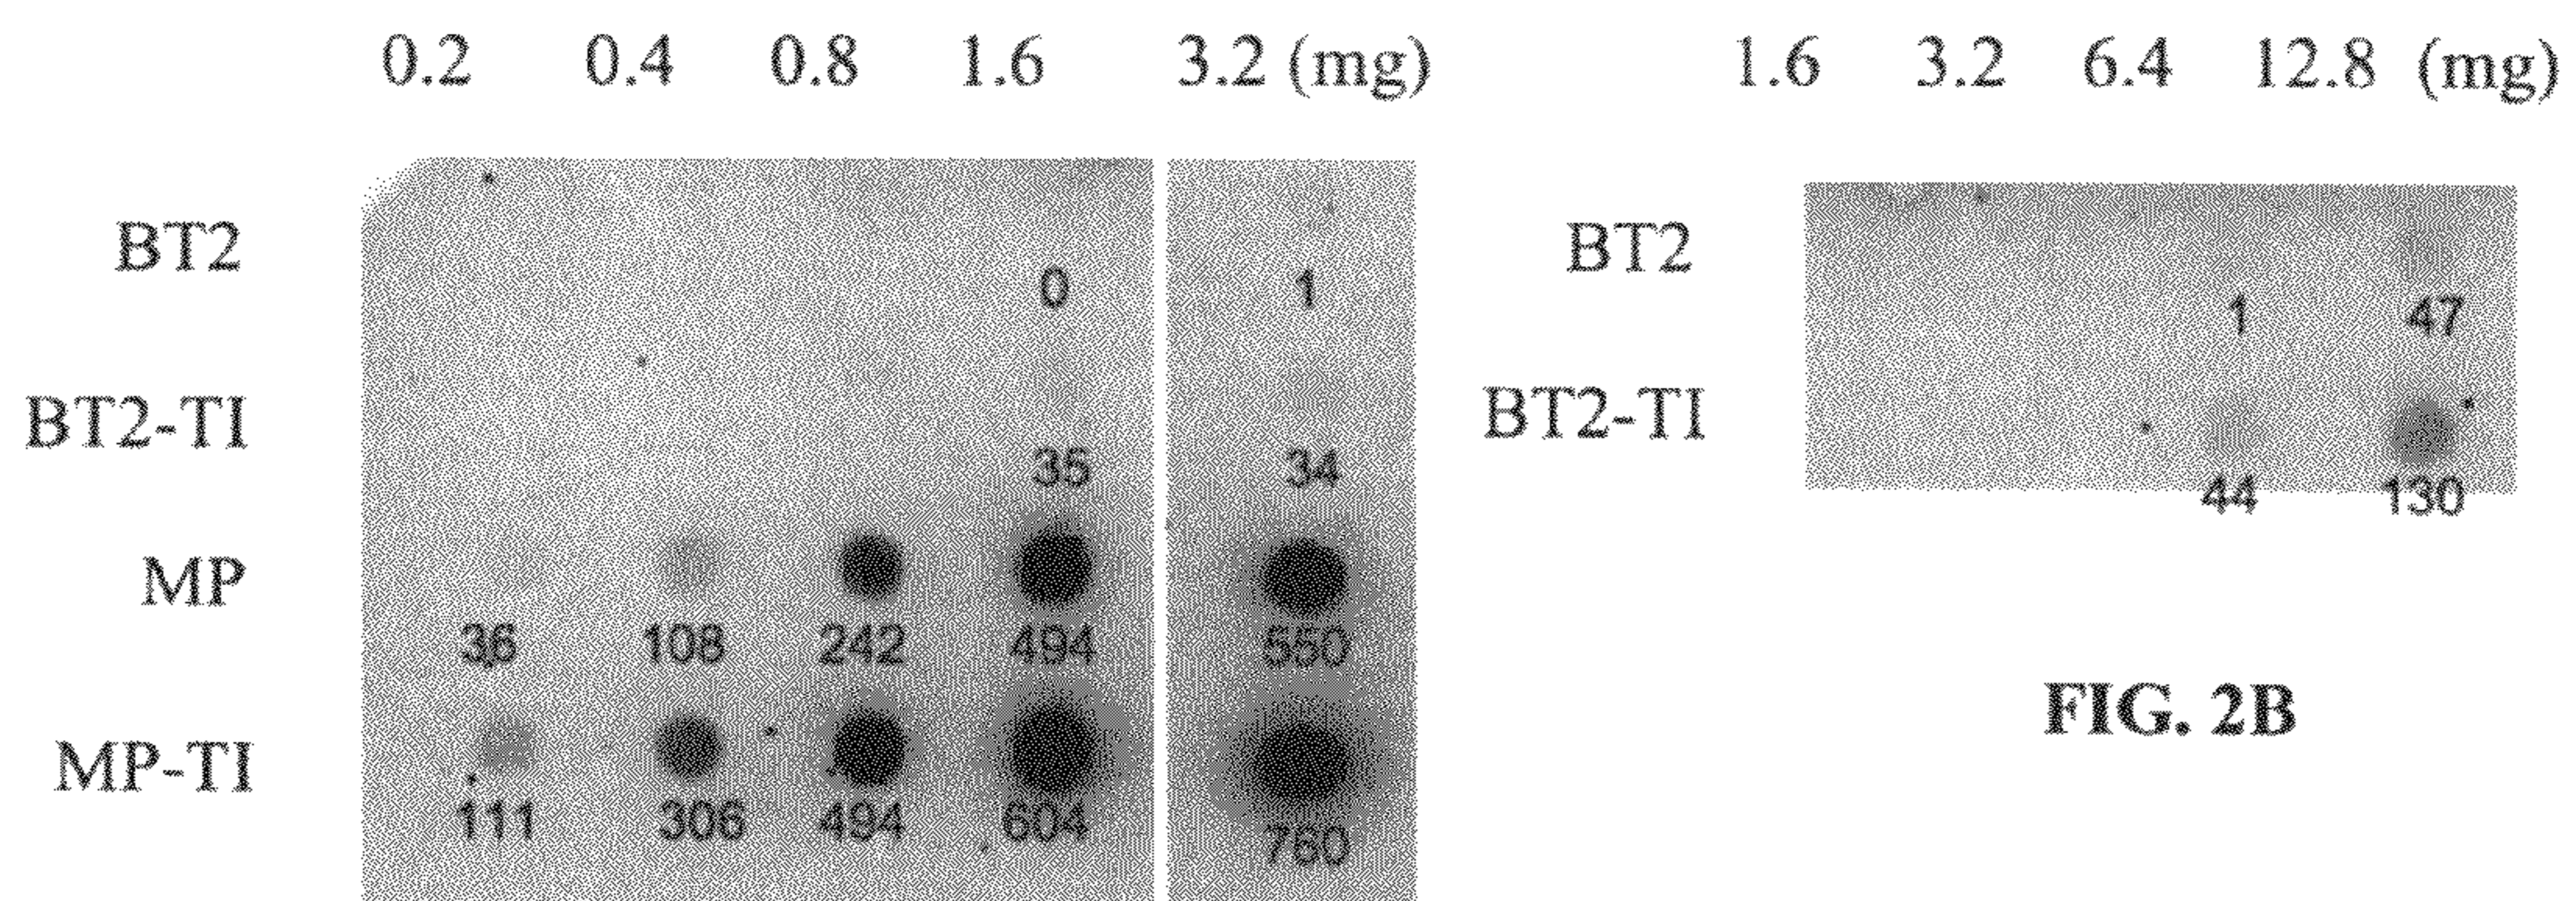 0.2 0.4 0.8 1.6 3.2 (mg) 1.6 3.2 6.4 12.8 (mg)
BT2 0 1 BT2 1 47
BT2-TI 35 34 BT2-TI 44 130
MP 36 108 242 494 550
MP-TI 111 306 494 604 760
FIG. 2B